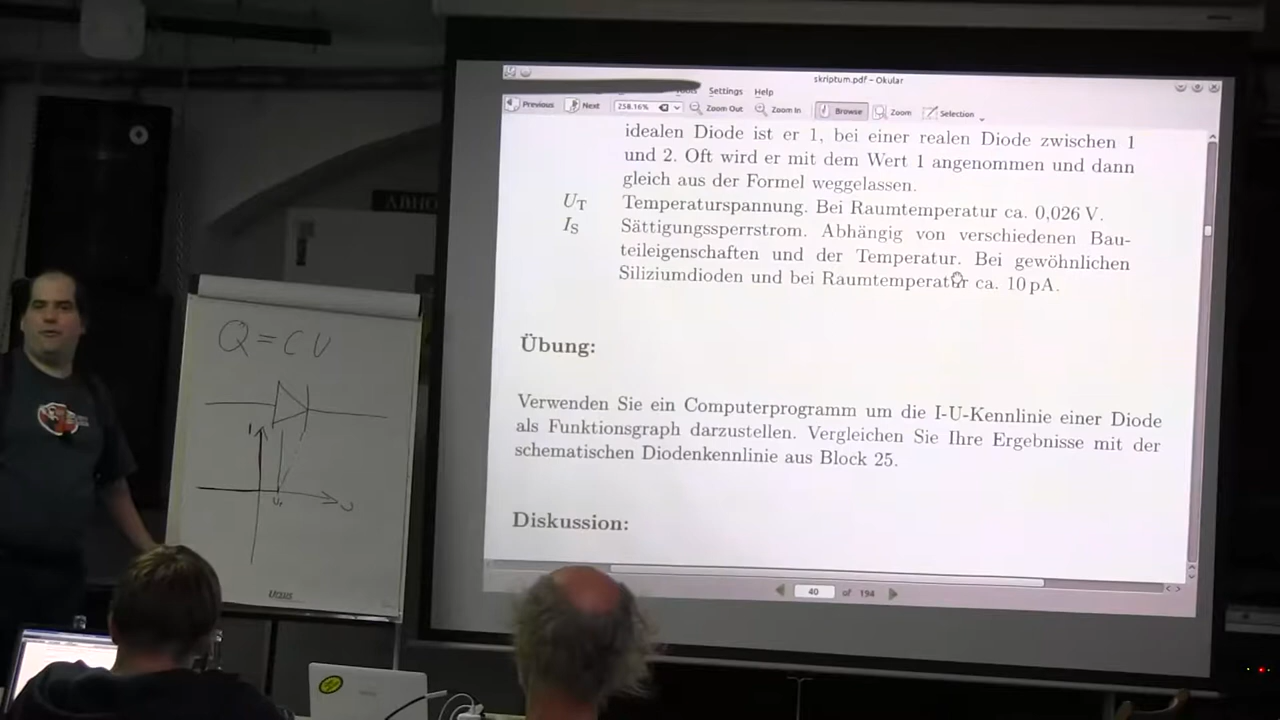 skriptum.pdf – Okular
Tools Settings Help
Previous Next 258.16% Zoom Out Zoom In Browse Zoom Selection
idealen Diode ist er 1, bei einer realen Diode zwischen 1
und 2. Oft wird er mit dem Wert 1 angenommen und dann
gleich aus der Formel weggelassen.
UT Temperaturspannung. Bei Raumtemperatur ca. 0,026 V.
IS Sättigungssperrstrom. Abhängig von verschiedenen Bau-
teileigenschaften und der Temperatur. Bei gewöhnlichen
Siliziumdioden und bei Raumtemperatur ca. 10 pA.
Übung:
Verwenden Sie ein Computerprogramm um die I-U-Kennlinie einer Diode
als Funktionsgraph darzustellen. Vergleichen Sie Ihre Ergebnisse mit der
schematischen Diodenkennlinie aus Block 25.
Diskussion:
40 of 194
ABHO
Q = C U
I
U